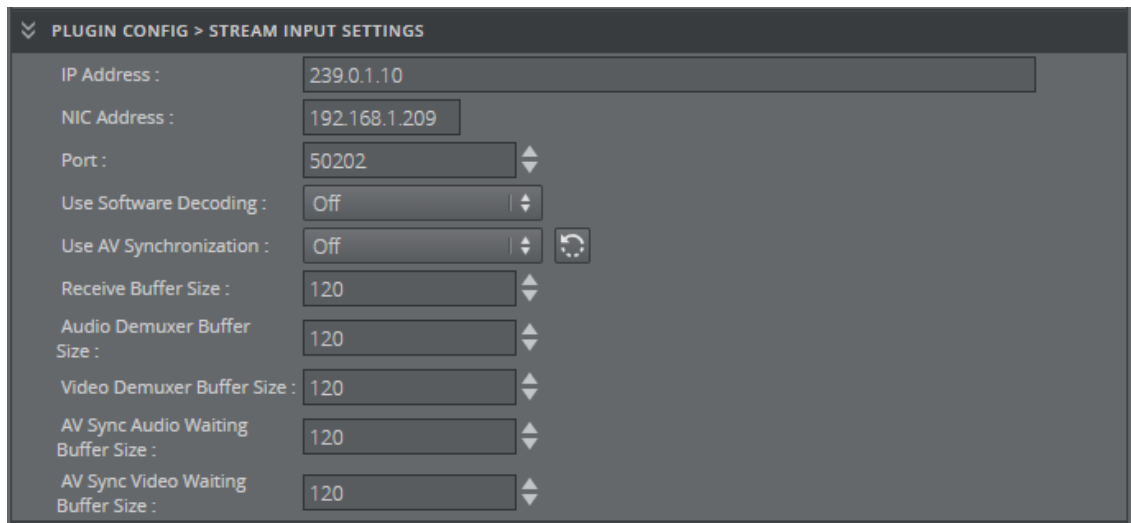 PLUGIN CONFIG > STREAM INPUT SETTINGS
IP Address : 239.0.1.10
NIC Address : 192.168.1.209
Port : 50202
Use Software Decoding : Off
Use AV Synchronization : Off
Receive Buffer Size : 120
Audio Demuxer Buffer
Size : 120
Video Demuxer Buffer Size : 120
AV Sync Audio Waiting
Buffer Size : 120
AV Sync Video Waiting
Buffer Size : 120